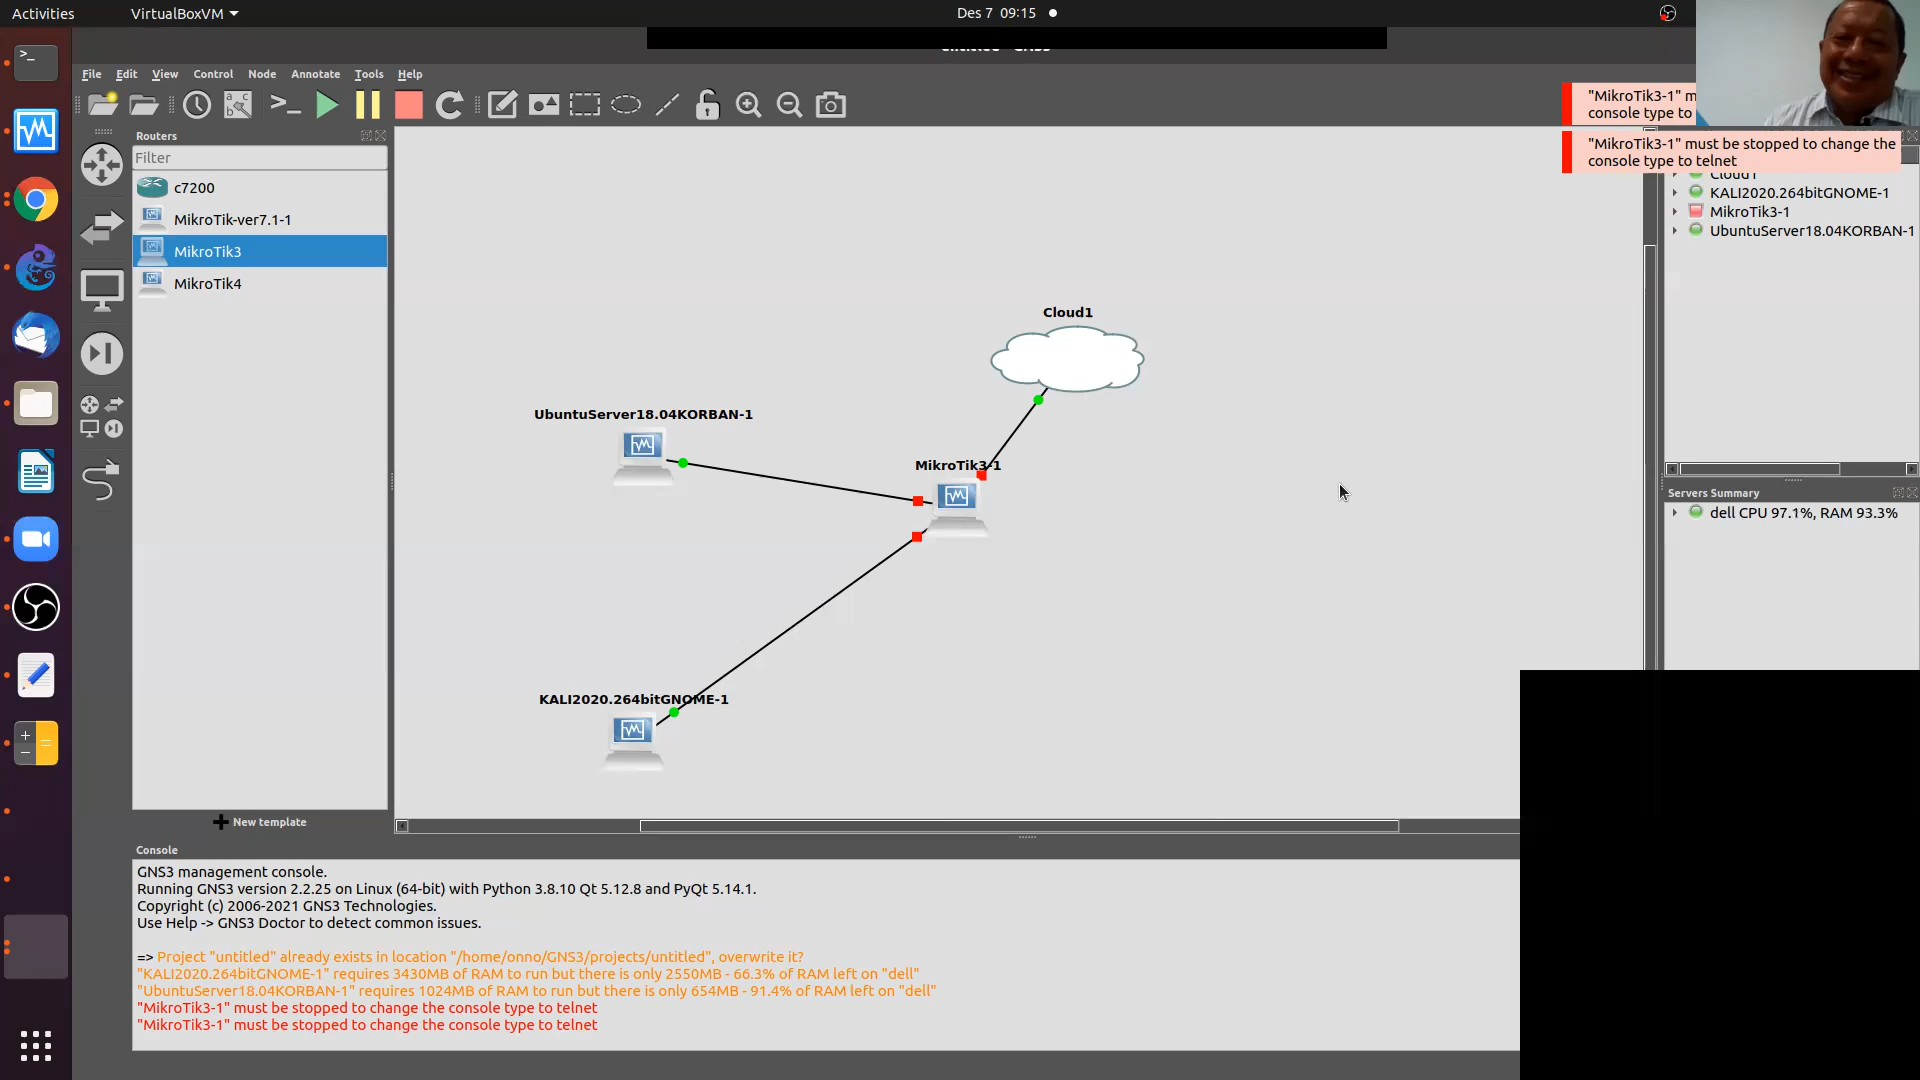 Activities VirtualBoxVM Des 7 09:15
File Edit View Control Node Annotate Tools Help
Routers
Filter
c7200
MikroTik-ver7.1-1
MikroTik3
MikroTik4
New template
Cloud1
UbuntuServer18.04KORBAN-1
MikroTik3-1
KALI2020.264bitGNOME-1
"MikroTik3-1" m
console type to
"MikroTik3-1" must be stopped to change the
console type to telnet
Cloud1
KALI2020.264bitGNOME-1
MikroTik3-1
UbuntuServer18.04KORBAN-1
Servers Summary
dell CPU 97.1%, RAM 93.3%
Console
GNS3 management console.
Running GNS3 version 2.2.25 on Linux (64-bit) with Python 3.8.10 Qt 5.12.8 and PyQt 5.14.1.
Copyright (c) 2006-2021 GNS3 Technologies.
Use Help -> GNS3 Doctor to detect common issues.
=> Project "untitled" already exists in location "/home/onno/GNS3/projects/untitled", overwrite it?
"KALI2020.264bitGNOME-1" requires 3430MB of RAM to run but there is only 2550MB - 66.3% of RAM left on "dell"
"UbuntuServer18.04KORBAN-1" requires 1024MB of RAM to run but there is only 654MB - 91.4% of RAM left on "dell"
"MikroTik3-1" must be stopped to change the console type to telnet
"MikroTik3-1" must be stopped to change the console type to telnet